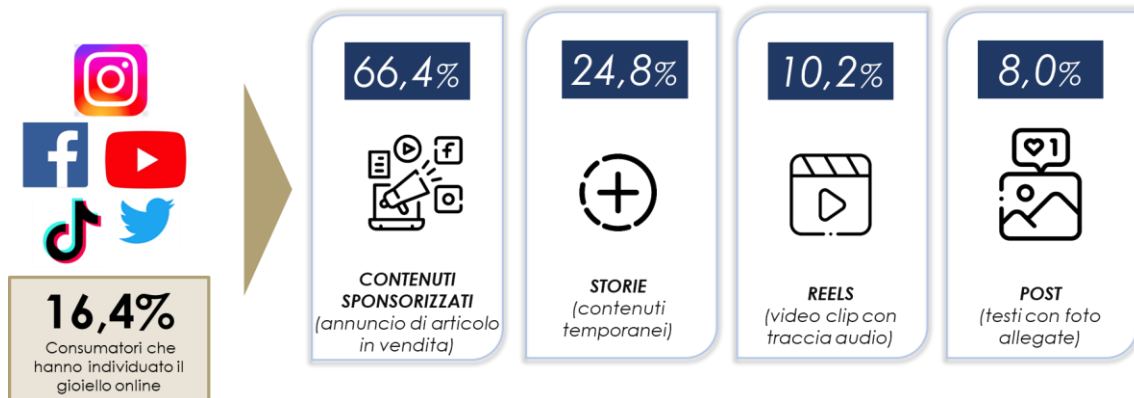 66,4%
24,8%
10,2%
8,0%
f
f
1
16,4%
Consumatori che
hanno individuato il
gioiello online
CONTENUTI
SPONSORIZZATI
(annuncio di articolo
in vendita)
STORIE
(contenuti
temporanei)
REELS
(video clip con
traccia audio)
POST
(testi con foto
allegate)